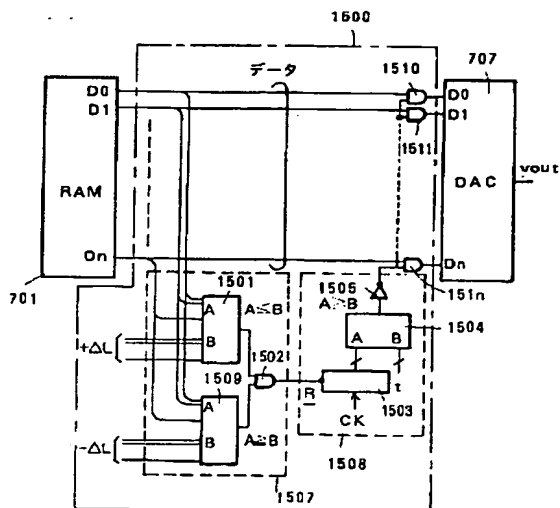 1500
データ
1510
707
D0
D1
D0
D1
1511
RAM
DAC
vout
Dn
Dn
701
151n
1501
1505
A≧B
A
A≦B
1504
B
1502
A
B
+ΔL
1509
A
R
t
1503
B
A≧B
CK
-ΔL
1508
1507